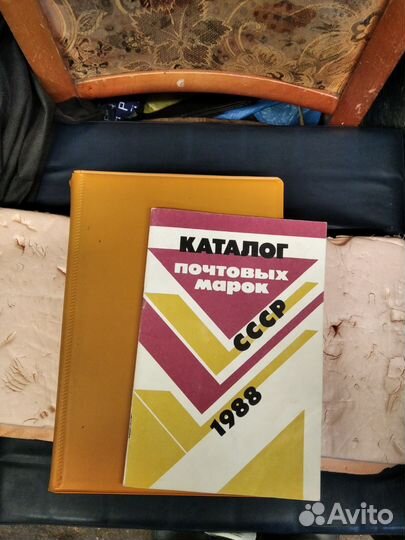 КАТАЛОГ
почтовых
марок
СССР
1988
Avito